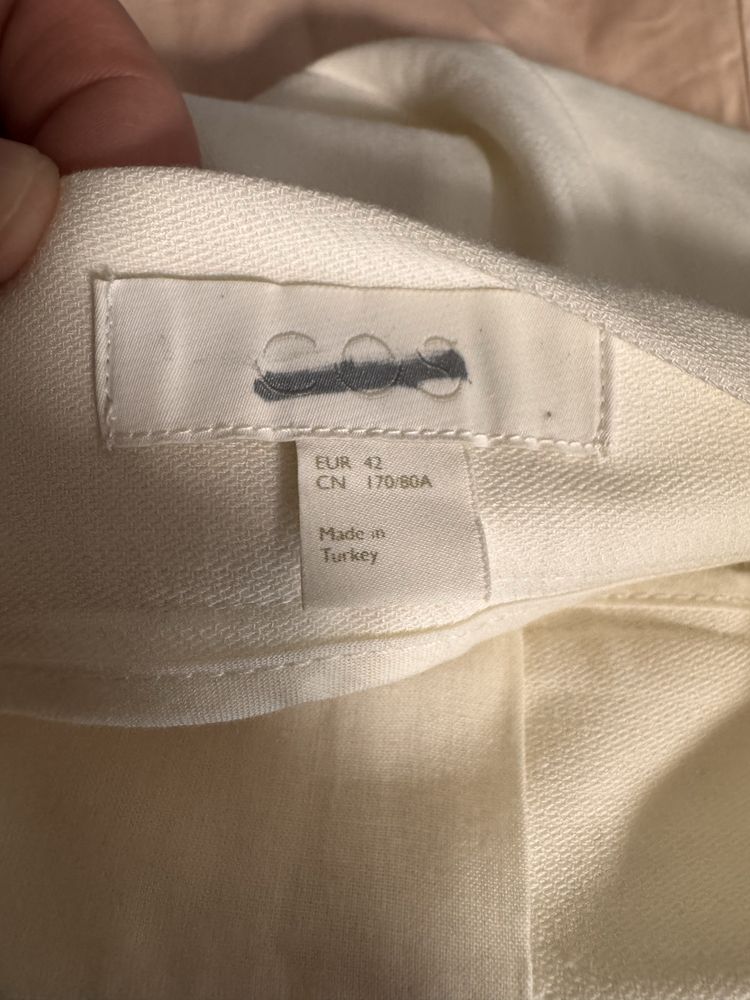 COS
EUR 42
CN 170/80A
Made in
Turkey